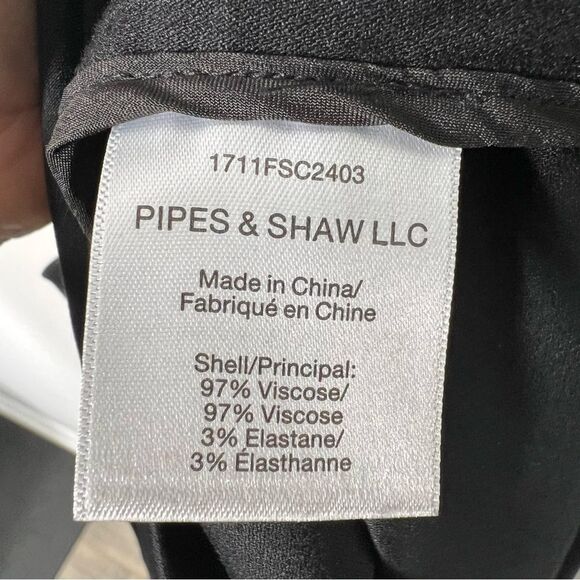 1711FSC2403
PIPES & SHAW LLC
Made in China/
Fabriqué en Chine
Shell/Principal:
97% Viscose/
97% Viscose
3% Elastane/
3% Élasthanne